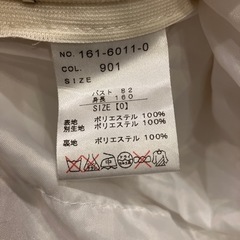 NO. 161-6011-0
COL. 901
SIZE
バスト 82
身長 160
SIZE【0】
表地 ポリエステル 100%
別生地 ポリエステル 100%
裏地 ポリエステル 100%